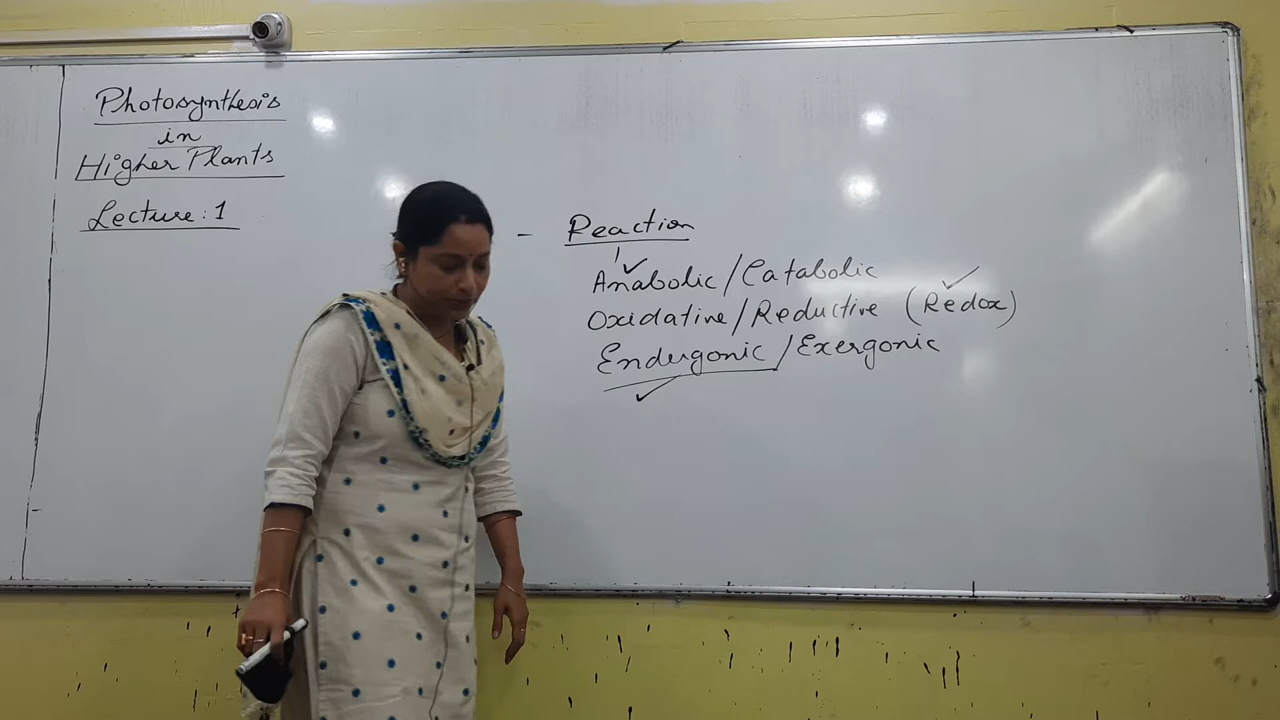 Photosynthesis
in
Higher Plants
Lecture: 1
- Reaction
Anabolic/Catabolic
Oxidative/Reductive (Redox)
Endergonic/Exergonic